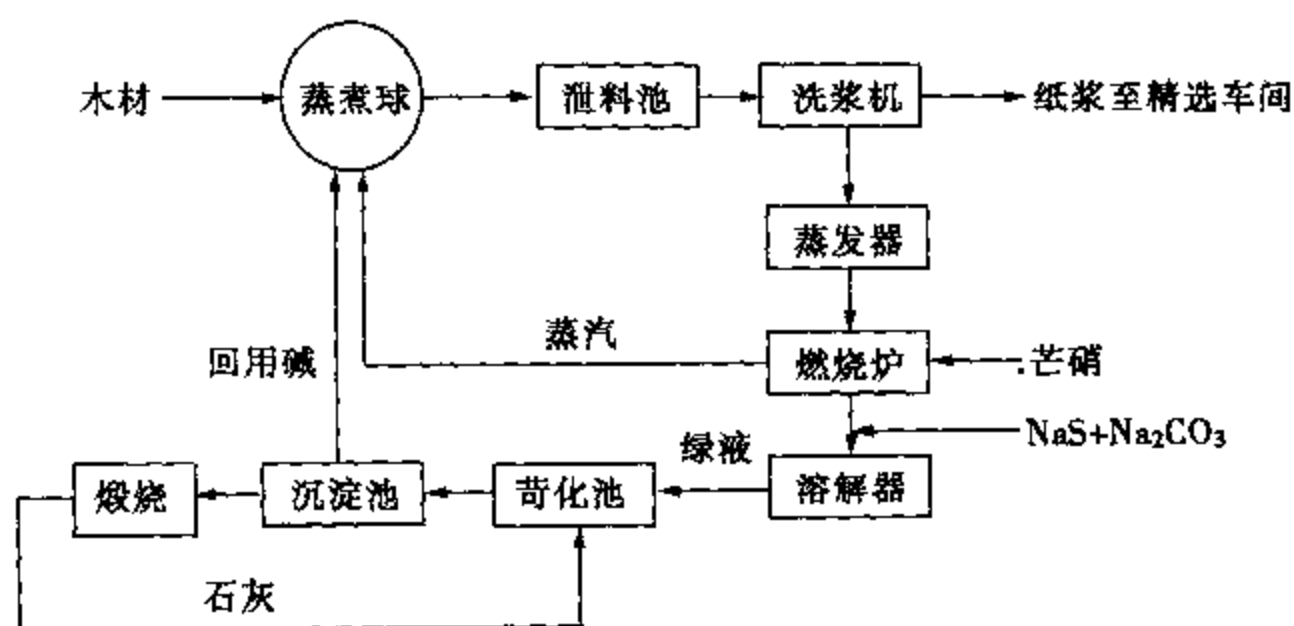 木材
蒸煮球
泄料池
洗浆机
纸浆至精选车间
蒸发器
蒸汽
燃烧炉
.芒硝
回用碱
NaS+Na₂CO₃
绿液
煅烧
沉淀池
苛化池
溶解器
石灰